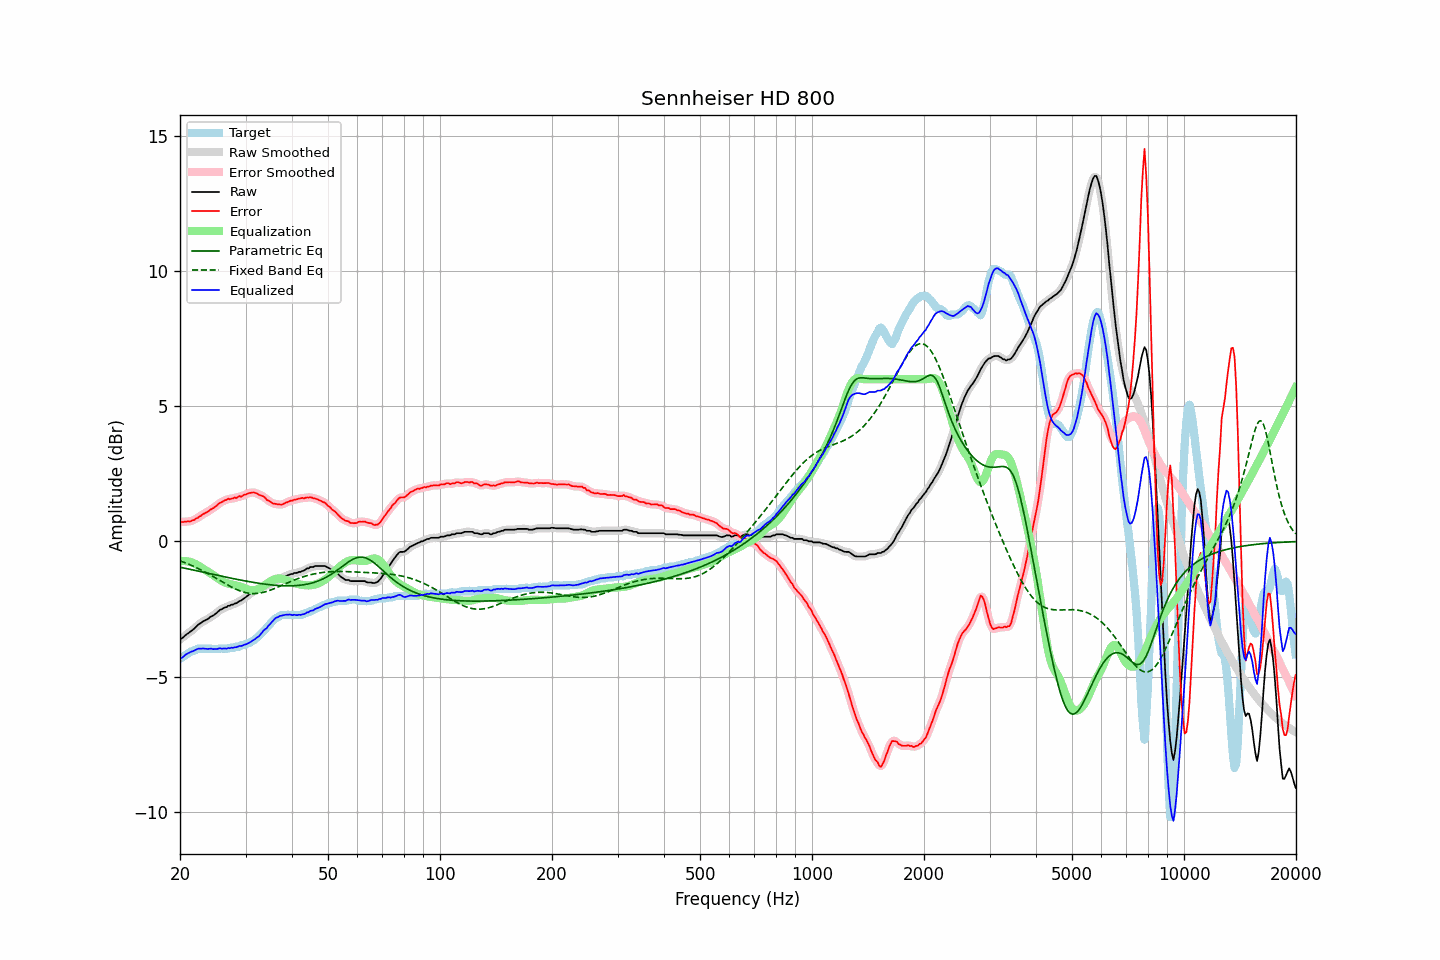 Sennheiser HD 800
Target
Raw Smoothed
Error Smoothed
Raw
Error
Equalization
Parametric Eq
Fixed Band Eq
Equalized
Amplitude (dBr)
15
10
5
0
−5
−10
20 50 100 200 500 1000 2000 5000 10000 20000
Frequency (Hz)